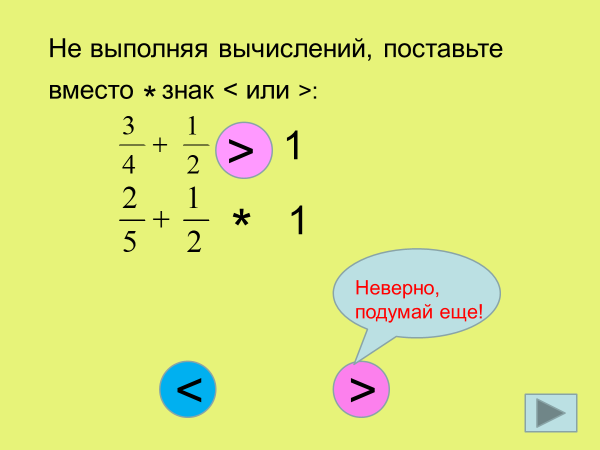 Не выполняя вычислений, поставьте
вместо * знак < или >:
3/4 + 1/2 > 1
2/5 + 1/2 * 1
Неверно,
подумай еще!
< >